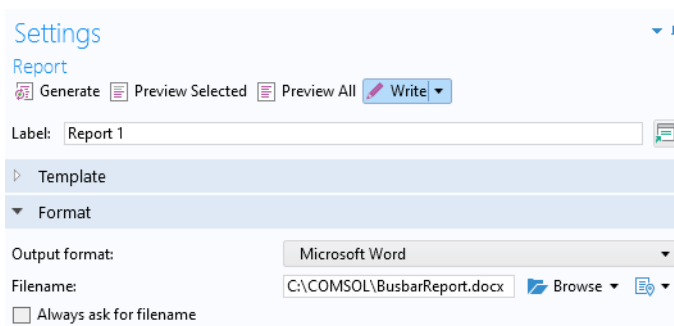 Settings
Report
Generate Preview Selected Preview All Write
Label: Report 1
Template
Format
Output format: Microsoft Word
Filename: C:\COMSOL\BusbarReport.docx Browse
Always ask for filename